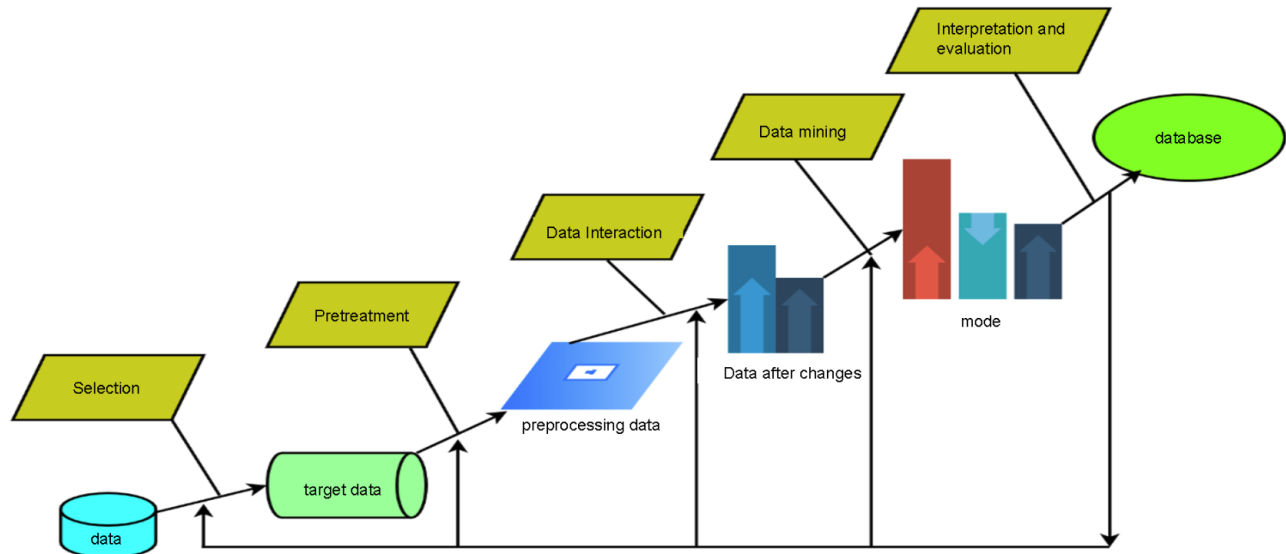 Interpretation and
evaluation
Data mining
database
Data Interaction
Pretreatment
mode
Data after changes
Selection
preprocessing data
target data
data